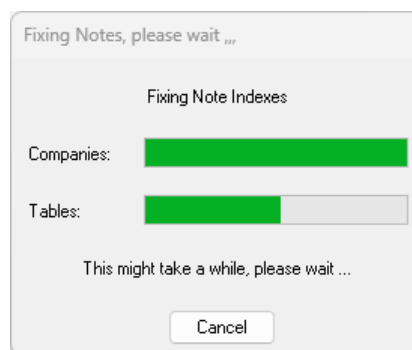 Fixing Notes, please wait ,,,
Fixing Note Indexes
Companies:
Tables:
This might take a while, please wait ...
Cancel